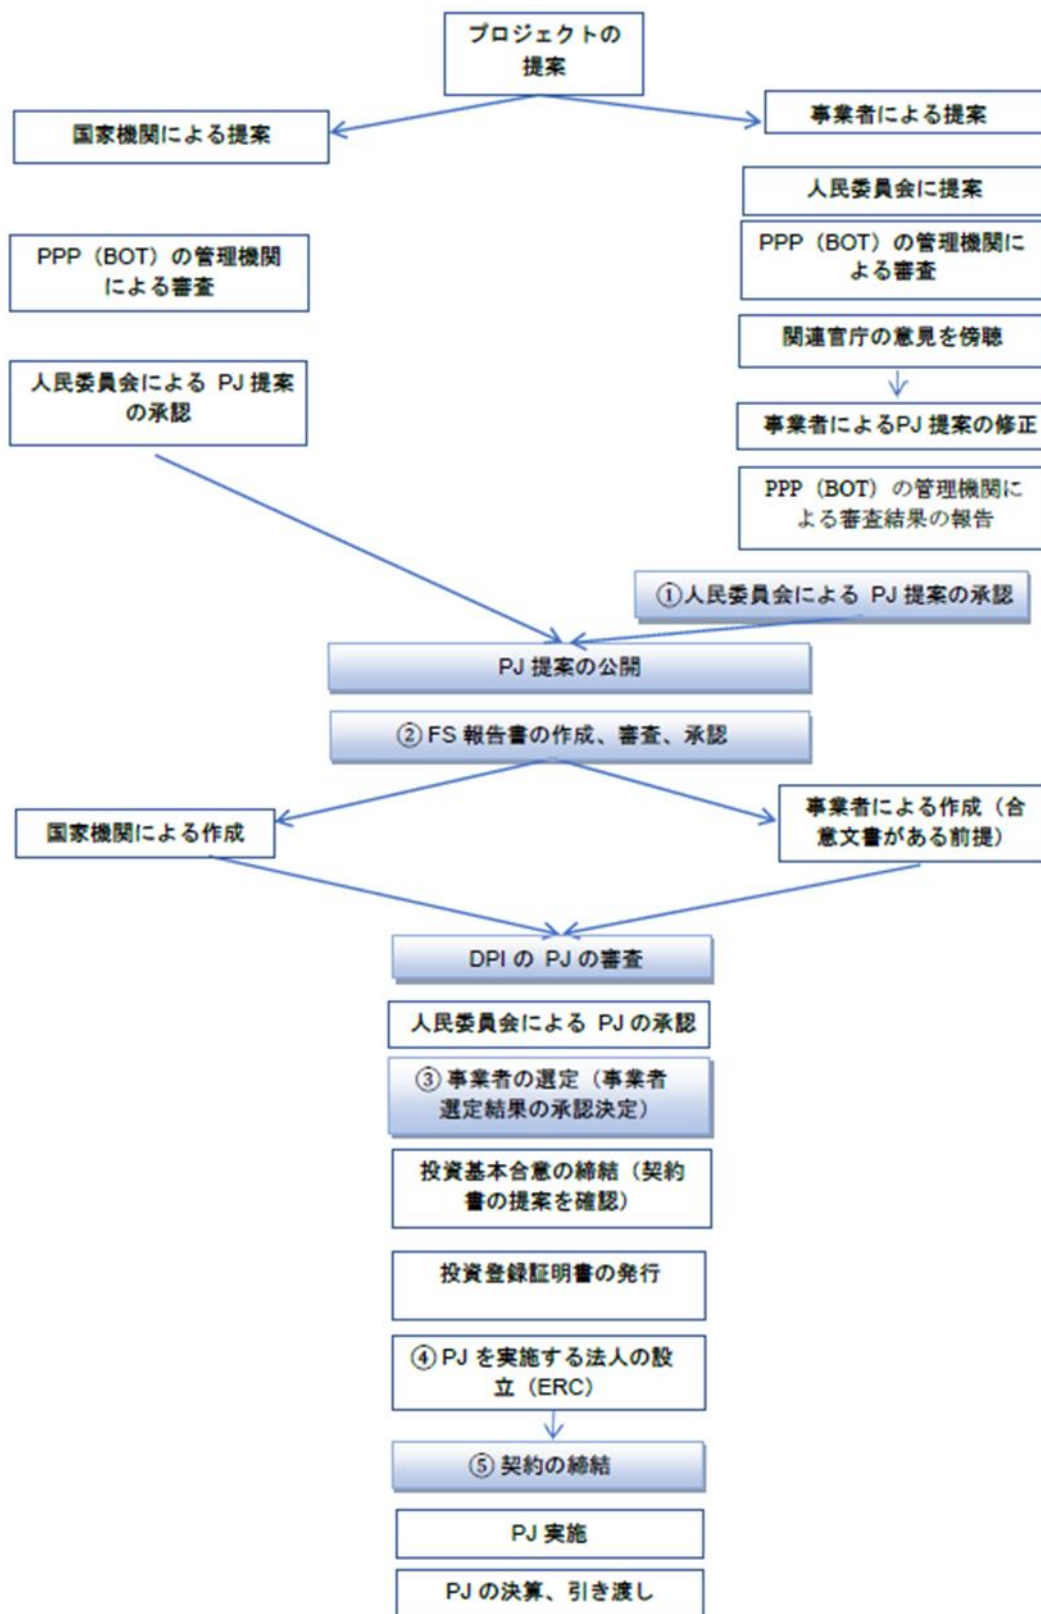 プロジェクトの
提案
国家機関による提案
事業者による提案
人民委員会に提案
PPP（BOT）の管理機関
による審査
PPP（BOT）の管理機関に
よる審査
関連官庁の意見を傍聴
人民委員会による PJ 提案
の承認
事業者によるPJ 提案の修正
PPP（BOT）の管理機関に
よる審査結果の報告
①人民委員会による PJ 提案の承認
PJ 提案の公開
② FS 報告書の作成、審査、承認
国家機関による作成
事業者による作成（合
意文書がある前提）
DPI の PJ の審査
人民委員会による PJ の承認
③ 事業者の選定（事業者
選定結果の承認決定）
投資基本合意の締結（契約
書の提案を確認）
投資登録証明書の発行
④ PJ を実施する法人の設
立（ERC）
⑤ 契約の締結
PJ 実施
PJ の決算、引き渡し